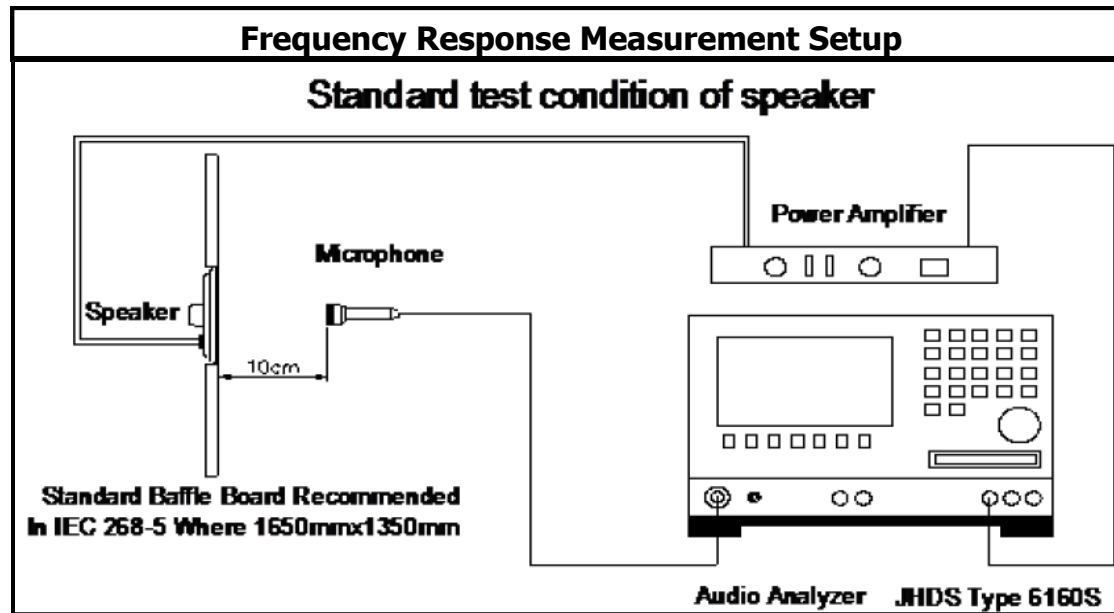 Frequency Response Measurement Setup
Standard test condition of speaker
Power Amplifier
Microphone
Speaker
10cm
Standard Baffle Board Recommended
In IEC 268-5 Where 1650mmx1350mm
Audio Analyzer JHDS Type 6160S